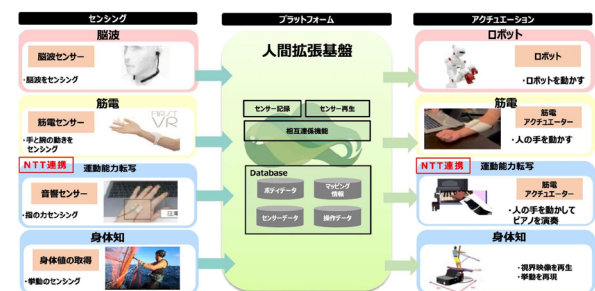 センシング
プラットフォーム
アクチュエーション
脳波
脳波センサー
・脳波をセンシング
筋電
筋電センサー
・手と腕の動きを
センシング
FIRST
VR
NTT連携
運動能力転写
音響センサー
・指の力センシング
身体知
身体値の取得
・挙動のセンシング
人間拡張基盤
センサー記録
センサー再生
相互連係機能
Database
ボディデータ
マッピング
情報
センサーデータ
操作データ
ロボット
ロボット
・ロボットを動かす
筋電
筋電
アクチュエーター
・人の手を動かす
NTT連携
運動能力転写
筋電
アクチュエーター
・人の手を動かして
ピアノを演奏
身体知
・視界映像を再生
・挙動を再現